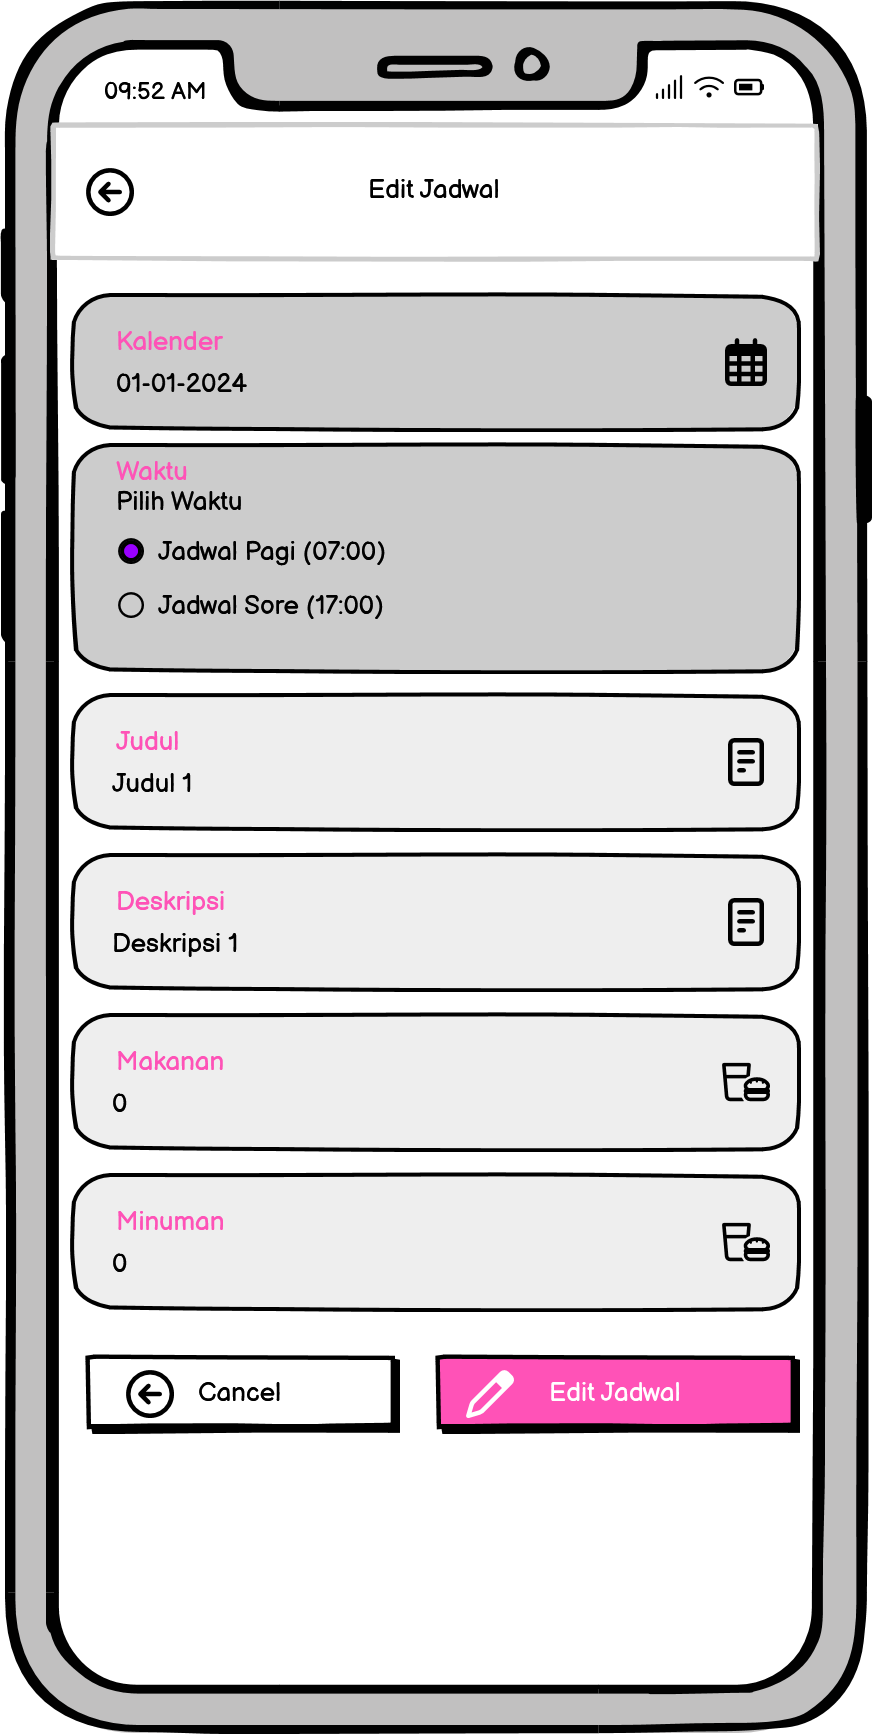 09:52 AM
Edit Jadwal
Kalender
01-01-2024
Waktu
Pilih Waktu
Jadwal Pagi (07:00)
Jadwal Sore (17:00)
Judul
Judul 1
Deskripsi
Deskripsi 1
Makanan
0
Minuman
0
Cancel
Edit Jadwal